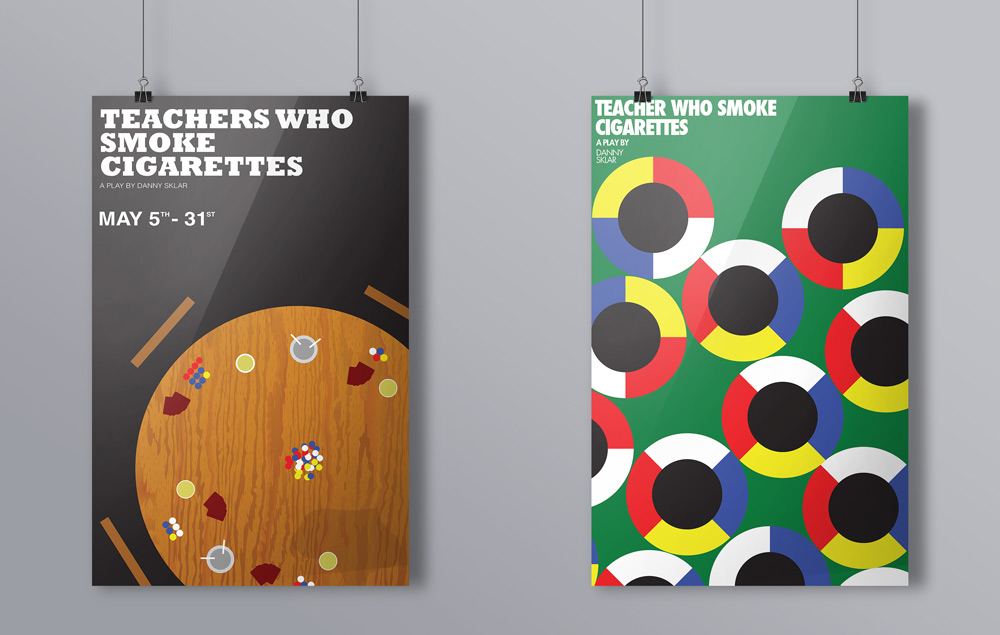 TEACHERS WHO
SMOKE
CIGARETTES
A PLAY BY DANNY SKLAR
MAY 5TH - 31ST
TEACHER WHO SMOKE
CIGARETTES
A PLAY BY
DANNY
SKLAR